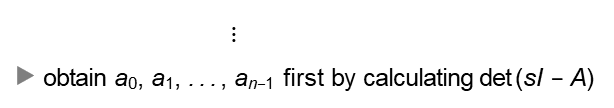 ⋮
▶ obtain a₀, a₁, . . . , aₙ₋₁ first by calculating det (sI − A)